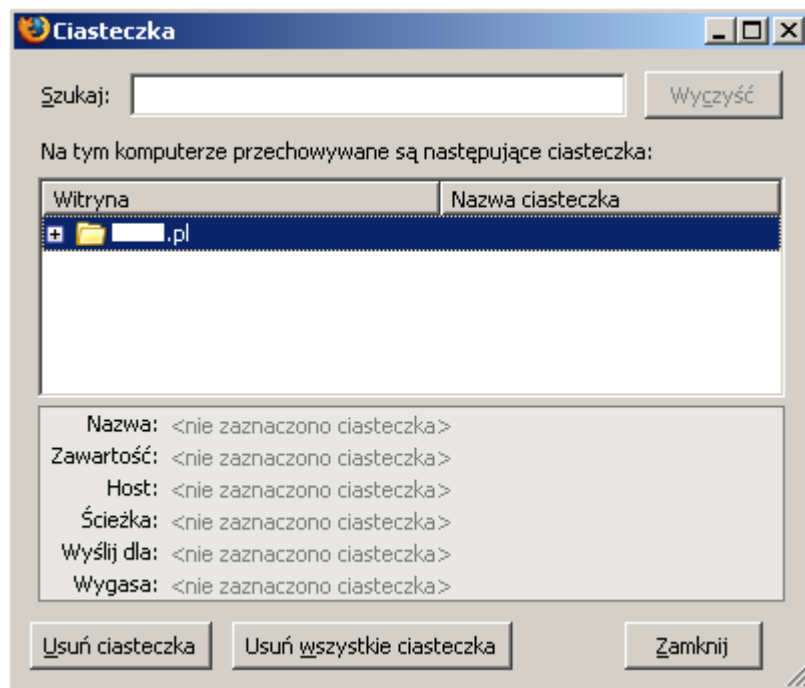 Ciasteczka
Szukaj: Wyczyść
Na tym komputerze przechowywane są następujące ciasteczka:
Witryna Nazwa ciasteczka
.pl
Nazwa: <nie zaznaczono ciasteczka>
Zawartość: <nie zaznaczono ciasteczka>
Host: <nie zaznaczono ciasteczka>
Ścieżka: <nie zaznaczono ciasteczka>
Wyślij dla: <nie zaznaczono ciasteczka>
Wygasa: <nie zaznaczono ciasteczka>
Usuń ciasteczka Usuń wszystkie ciasteczka Zamknij